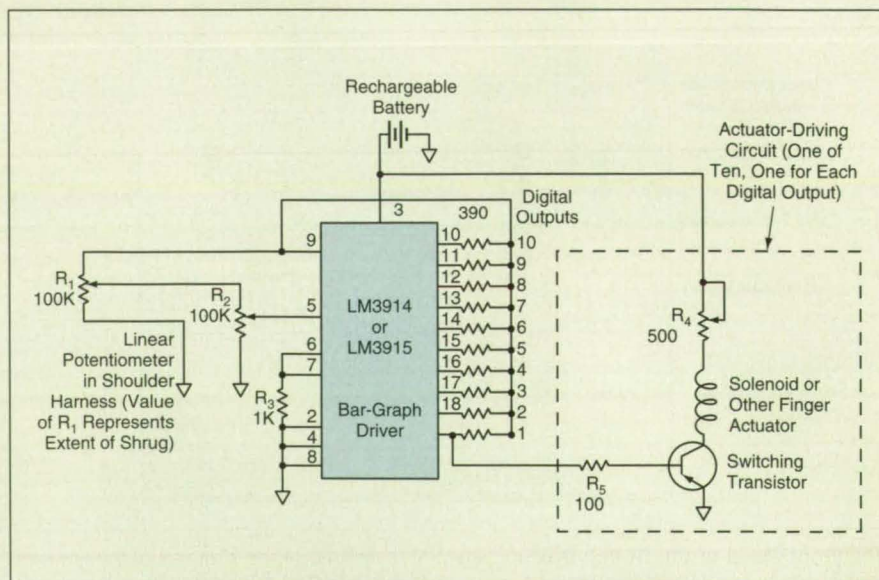 Rechargeable
Battery
Actuator-Driving
Circuit (One of
Ten, One for Each
Digital Output)
Digital
Outputs
3
390
9
10
10
11
9
12
8
R1
100K
R2
100K
5
LM3914
or
LM3915
13
7
14
6
15
5
16
4
17
3
18
2
1
6
7
R3
1K
2
4
8
Bar-Graph
Driver
Linear
Potentiometer
in Shoulder
Harness (Value
of R1 Represents
Extent of Shrug)
R4
500
Solenoid or
Other Finger
Actuator
Switching
Transistor
R5
100